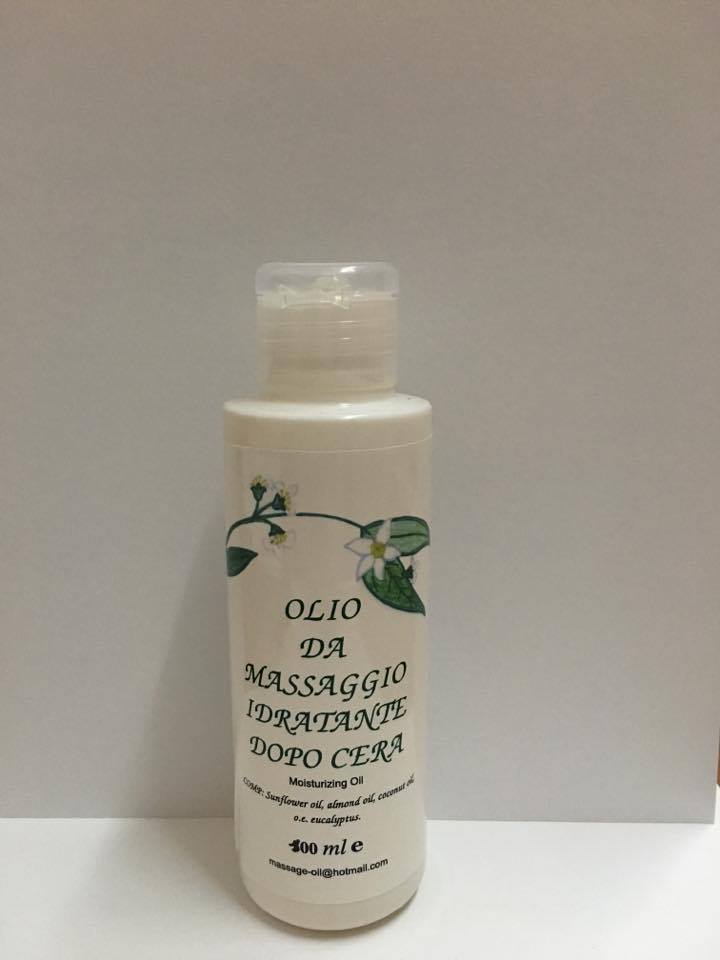 OLIO
DA
MASSAGGIO
IDRATANTE
DOPO CERA
Moisturizing Oil
COMP: Sunflower oil, almond oil, coconut oil,
o.e. eucalyptus.
ml e
massage-oil@hotmail.com